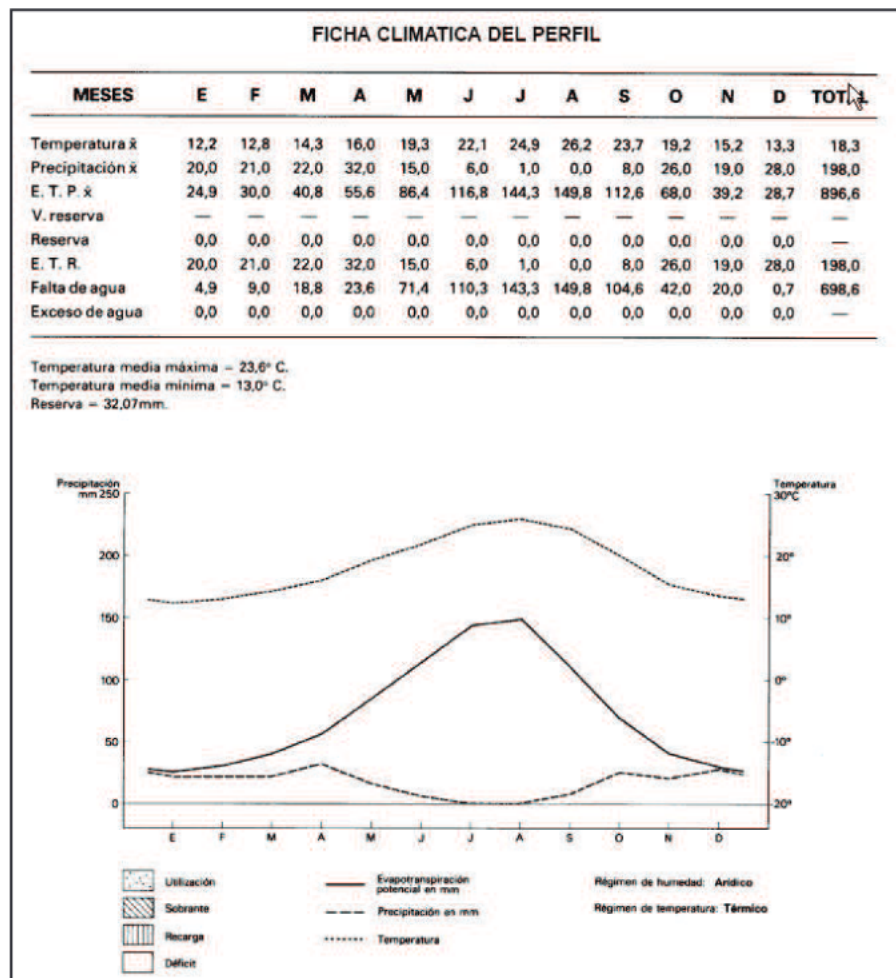 FICHA CLIMATICA DEL PERFIL
MESES E F M A M J J A S O N D
Temperatura x̄ 12,2 12,8 14,3 16,0 19,3 22,1 24,9 26,2 23,7 19,2 15,2 13,3 18,3
Precipitación x̄ 20,0 21,0 22,0 32,0 15,0 6,0 1,0 0,0 8,0 26,0 19,0 28,0 198,0
E. T. P. x̄ 24,9 30,0 40,8 55,6 86,4 116,8 144,3 149,8 112,6 68,0 39,2 28,7 896,6
V. reserva — — — — — — — — — — — — —
Reserva 0,0 0,0 0,0 0,0 0,0 0,0 0,0 0,0 0,0 0,0 0,0 0,0 —
E. T. R. 20,0 21,0 22,0 32,0 15,0 6,0 1,0 0,0 8,0 26,0 19,0 28,0 198,0
Falta de agua 4,9 9,0 18,8 23,6 71,4 110,3 143,3 149,8 104,6 42,0 20,0 0,7 698,6
Exceso de agua 0,0 0,0 0,0 0,0 0,0 0,0 0,0 0,0 0,0 0,0 0,0 0,0 —
Temperatura media máxima = 23,6º C.
Temperatura media mínima = 13,0º C.
Reserva = 32,07mm.
Precipitación Temperatura
mm 250 30ºC
200 20º
150 10º
100 0º
50 -10º
0 20º
E F M A M J J A S O N D
Utilización Evapotranspiración potencial en mm Régimen de humedad: Arídico
Sobrante Precipitación en mm Régimen de temperatura: Térmico
Recarga Temperatura
Déficit